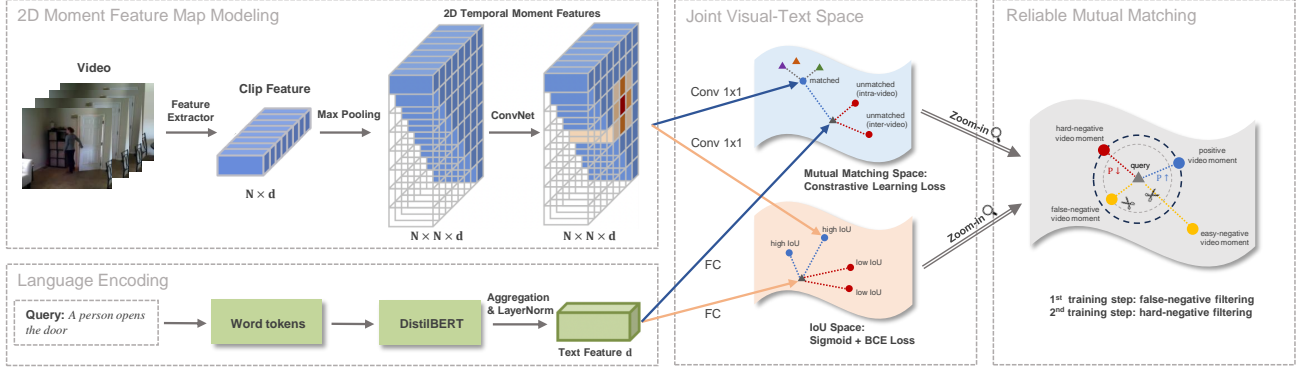 2D Moment Feature Map Modeling
2D Temporal Moment Features
Video
Feature
Extractor
Clip Feature
N × d
Max Pooling
N × N × d
ConvNet
N × N × d
Language Encoding
Query: A person opens
the door
Word tokens
DistilBERT
Aggregation
& LayerNorm
Text Feature d
Conv 1x1
Conv 1x1
FC
FC
Joint Visual-Text Space
matched
unmatched
(intra-video)
unmatched
(inter-video)
Mutual Matching Space:
Constrastive Learning Loss
high IoU
high IoU
low IoU
low IoU
IoU Space:
Sigmoid + BCE Loss
Zoom-in
Zoom-in
Reliable Mutual Matching
hard-negative
video moment
query
positive
video moment
P ↓
P ↑
false-negative
video moment
easy-negative
video moment
1st training step: false-negative filtering
2nd training step: hard-negative filtering